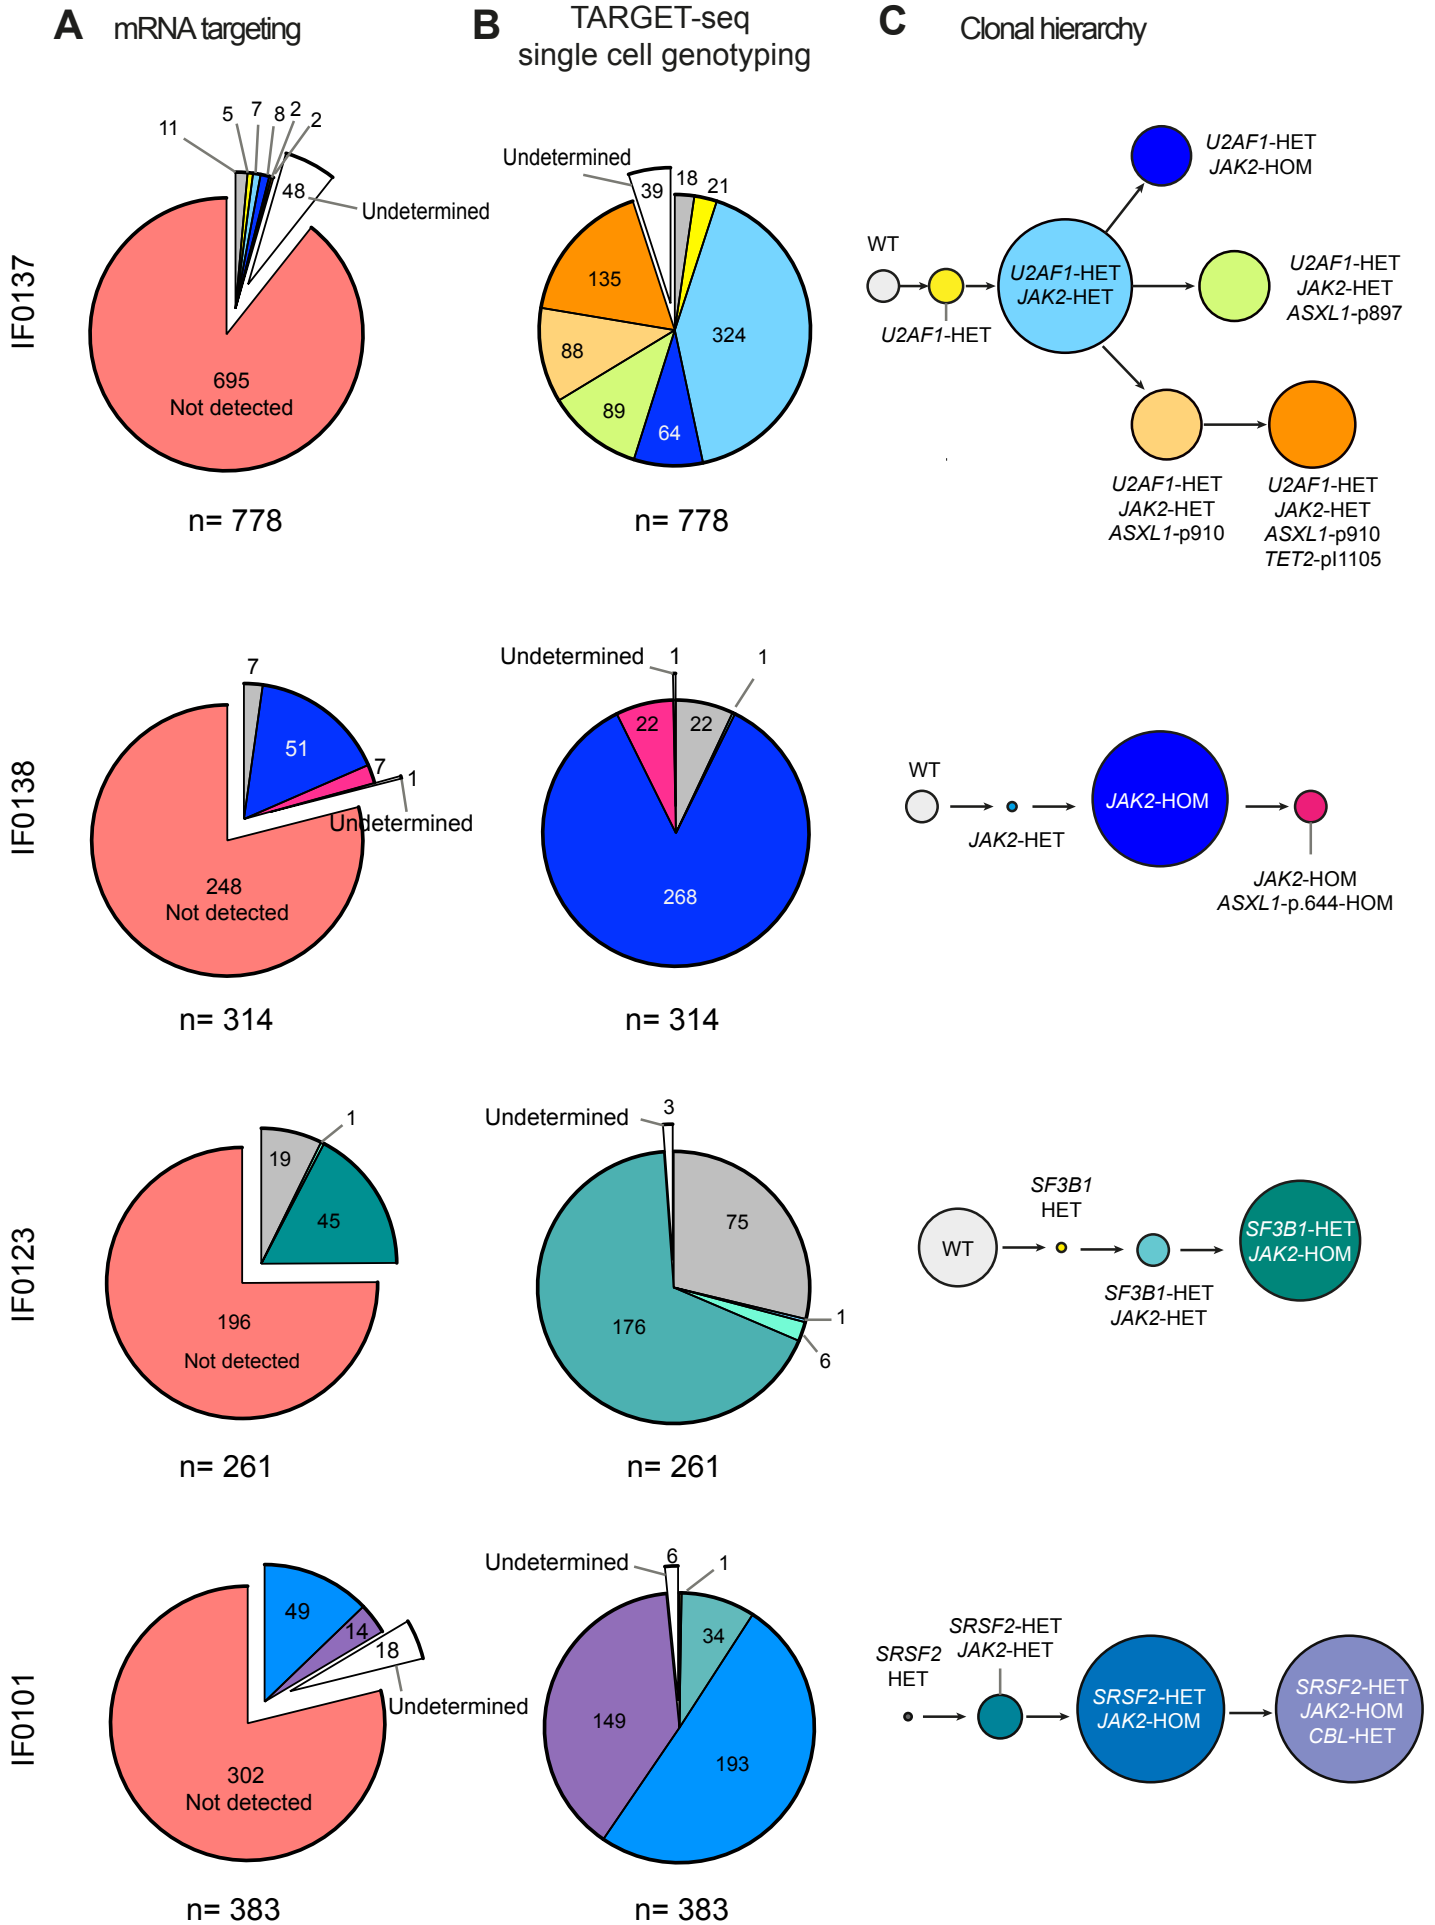 A mRNA targeting
B TARGET-seq
single cell genotyping
C Clonal hierarchy
IF0137
11
5
7
8
2
2
48
Undetermined
695
Not detected
n= 778
Undetermined
39
18
21
135
324
88
89
64
n= 778
WT
U2AF1-HET
U2AF1-HET
JAK2-HET
U2AF1-HET
JAK2-HOM
U2AF1-HET
JAK2-HET
ASXL1-p897
U2AF1-HET
JAK2-HET
ASXL1-p910
U2AF1-HET
JAK2-HET
ASXL1-p910
TET2-pI1105
IF0138
7
51
7
1
Undetermined
248
Not detected
n= 314
Undetermined
1
1
22
22
268
n= 314
WT
JAK2-HET
JAK2-HOM
JAK2-HOM
ASXL1-p.644-HOM
IF0123
19
1
45
196
Not detected
n= 261
Undetermined
3
75
1
6
176
n= 261
WT
SF3B1
HET
SF3B1-HET
JAK2-HET
SF3B1-HET
JAK2-HOM
IF0101
49
14
18
Undetermined
302
Not detected
n= 383
Undetermined
6
1
34
149
193
n= 383
SRSF2
HET
SRSF2-HET
JAK2-HET
SRSF2-HET
JAK2-HOM
SRSF2-HET
JAK2-HOM
CBL-HET